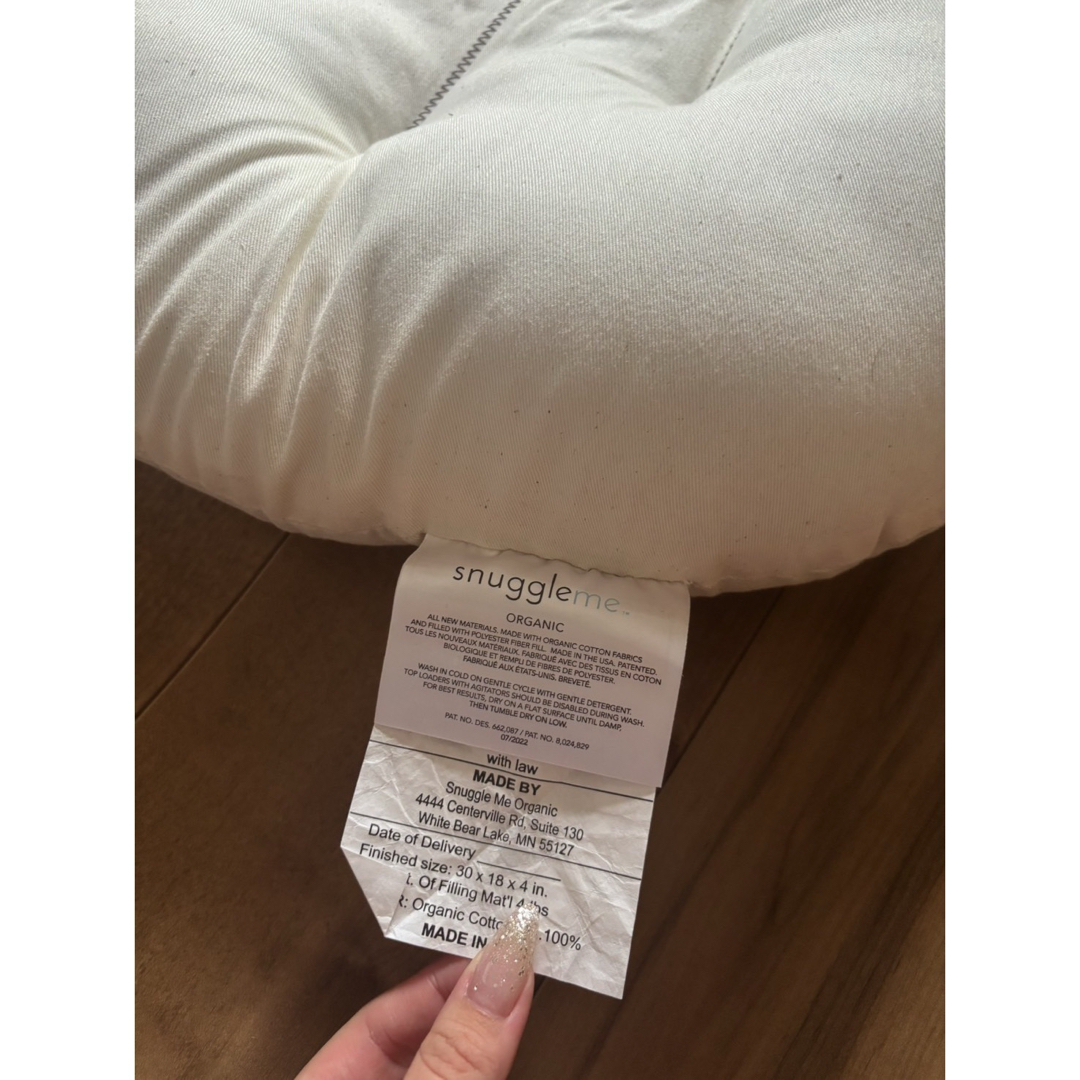 snuggleme™
ORGANIC
ALL NEW MATERIALS. MADE WITH ORGANIC COTTON FABRICS
AND FILLED WITH POLYESTER FIBER FILL. MADE IN THE USA. PATENTED.
TOUS LES NOUVEAUX MATÉRIAUX. FABRIQUÉ AVEC DES TISSUS EN COTON
BIOLOGIQUE ET REMPLI DE FIBRES DE POLYESTER.
FABRIQUÉ AUX ÉTATS-UNIS. BREVETÉ.
WASH IN COLD ON GENTLE CYCLE WITH GENTLE DETERGENT.
TOP LOADERS WITH AGITATORS SHOULD BE DISABLED DURING WASH.
FOR BEST RESULTS, DRY ON A FLAT SURFACE UNTIL DAMP,
THEN TUMBLE DRY ON LOW.
PAT. NO. DES. 662,087 / PAT. NO. 8,024,829
07/2022
with law
MADE BY
Snuggle Me Organic
4444 Centerville Rd, Suite 130
White Bear Lake, MN 55127
Date of Delivery
Finished size: 30 x 18 x 4 in.
t. Of Filling Mat'l 4 lbs
R: Organic Cotto 100%
MADE IN